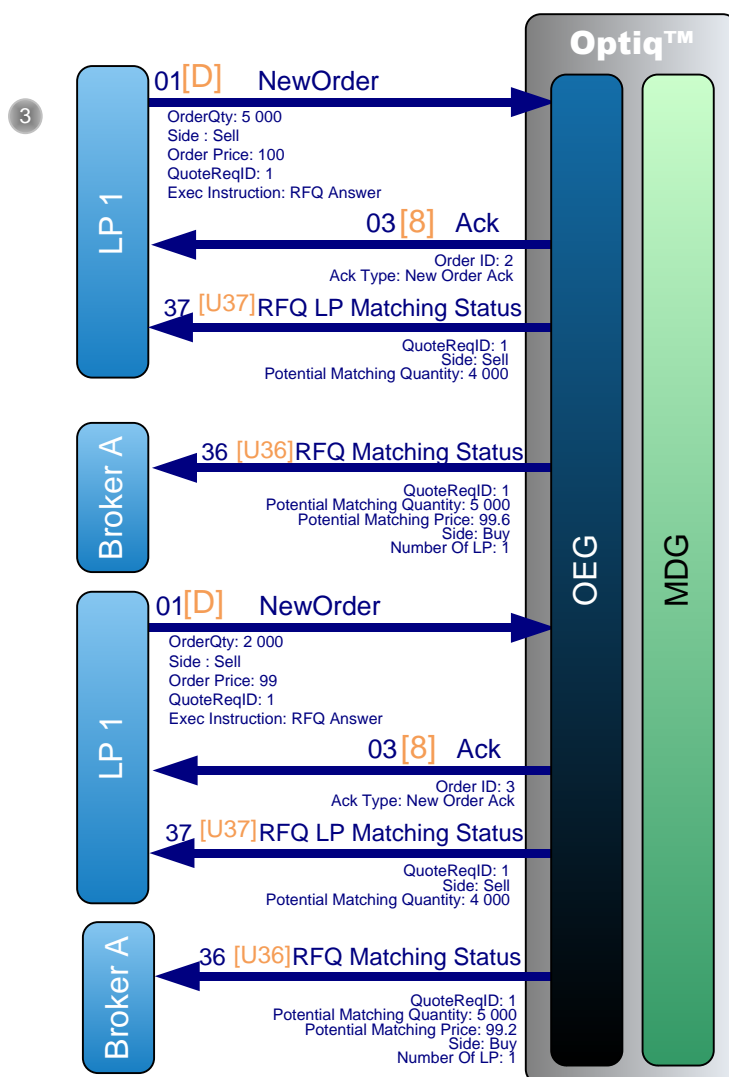 Optiq™
3
LP 1
01[D] NewOrder
OrderQty: 5 000
Side : Sell
Order Price: 100
QuoteReqID: 1
Exec Instruction: RFQ Answer
03[8] Ack
Order ID: 2
Ack Type: New Order Ack
37 [U37]RFQ LP Matching Status
QuoteReqID: 1
Side: Sell
Potential Matching Quantity: 4 000
Broker A
36 [U36]RFQ Matching Status
QuoteReqID: 1
Potential Matching Quantity: 5 000
Potential Matching Price: 99.6
Side: Buy
Number Of LP: 1
OEG
MDG
LP 1
01[D] NewOrder
OrderQty: 2 000
Side : Sell
Order Price: 99
QuoteReqID: 1
Exec Instruction: RFQ Answer
03[8] Ack
Order ID: 3
Ack Type: New Order Ack
37 [U37]RFQ LP Matching Status
QuoteReqID: 1
Side: Sell
Potential Matching Quantity: 4 000
Broker A
36 [U36]RFQ Matching Status
QuoteReqID: 1
Potential Matching Quantity: 5 000
Potential Matching Price: 99.2
Side: Buy
Number Of LP: 1